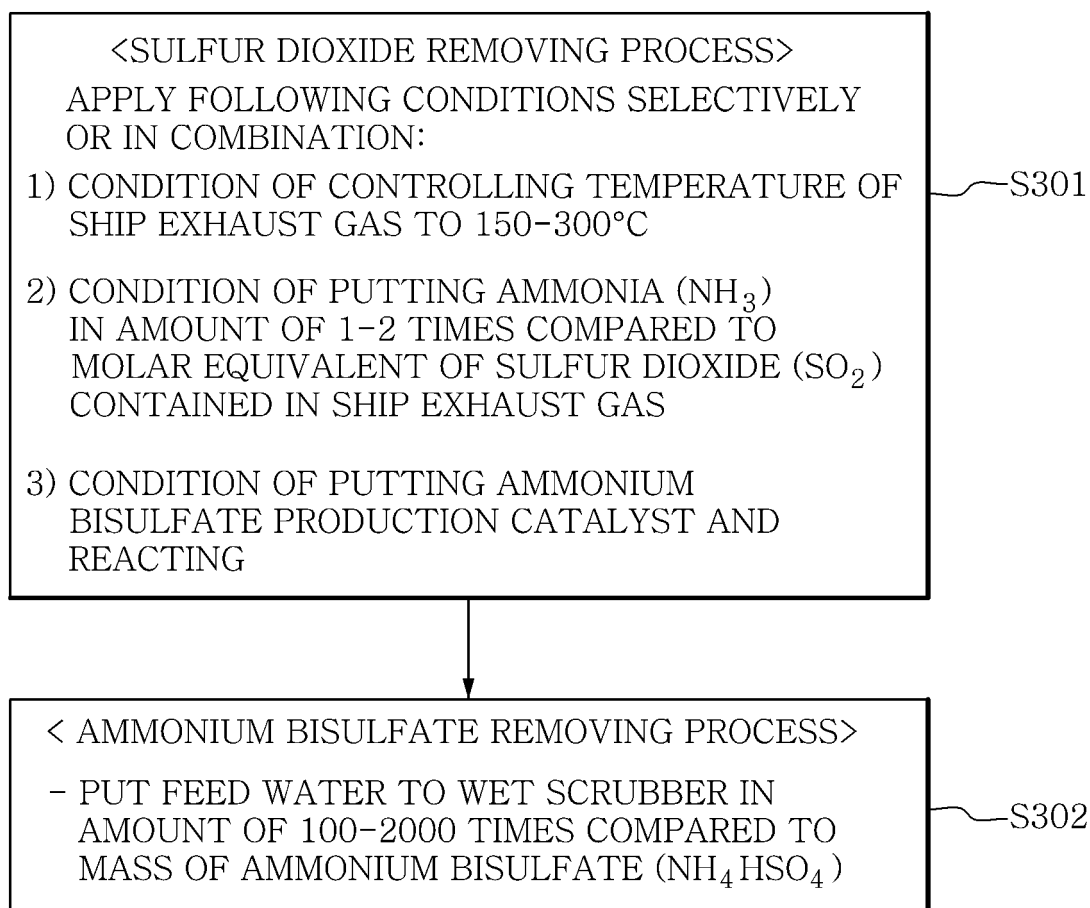 <SULFUR DIOXIDE REMOVING PROCESS>
APPLY FOLLOWING CONDITIONS SELECTIVELY
OR IN COMBINATION:
1) CONDITION OF CONTROLLING TEMPERATURE OF
SHIP EXHAUST GAS TO 150-300°C
S301
2) CONDITION OF PUTTING AMMONIA (NH₃)
IN AMOUNT OF 1-2 TIMES COMPARED TO
MOLAR EQUIVALENT OF SULFUR DIOXIDE (SO₂)
CONTAINED IN SHIP EXHAUST GAS
3) CONDITION OF PUTTING AMMONIUM
BISULFATE PRODUCTION CATALYST AND
REACTING
< AMMONIUM BISULFATE REMOVING PROCESS>
- PUT FEED WATER TO WET SCRUBBER IN
AMOUNT OF 100-2000 TIMES COMPARED TO
MASS OF AMMONIUM BISULFATE (NH₄HSO₄)
S302